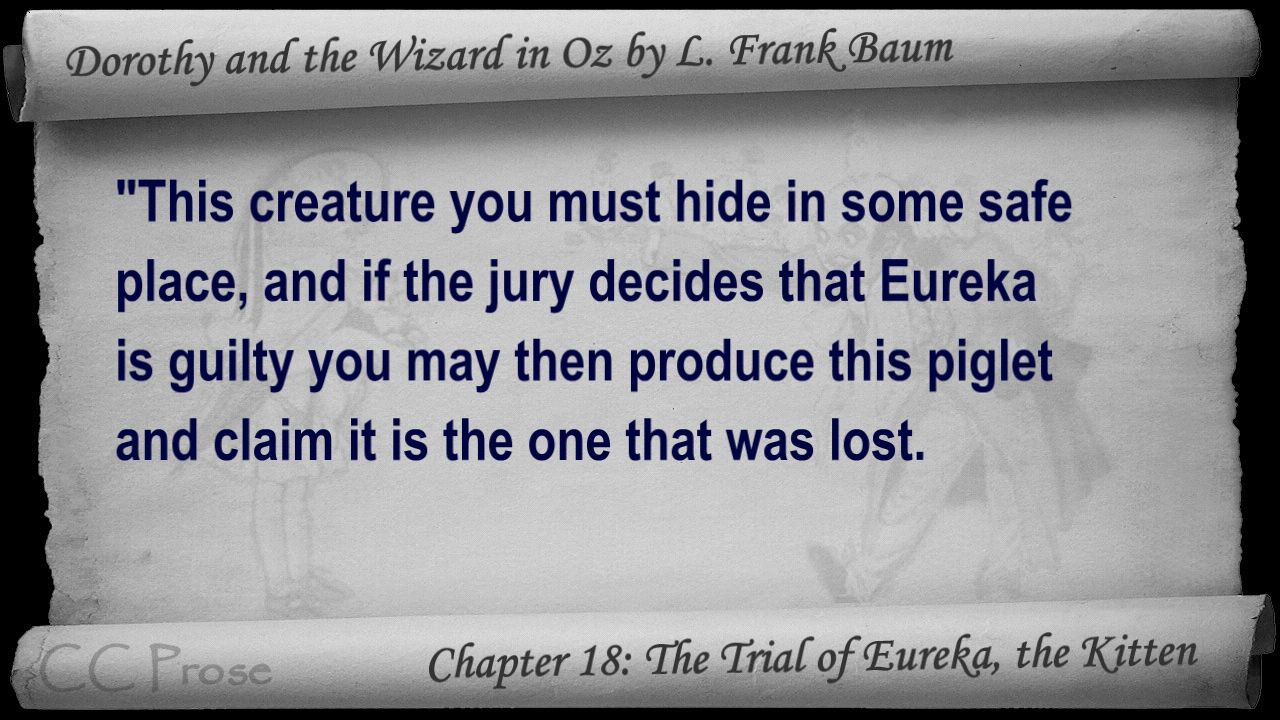 Dorothy and the Wizard in Oz by L. Frank Baum
"This creature you must hide in some safe
place, and if the jury decides that Eureka
is guilty you may then produce this piglet
and claim it is the one that was lost.
CC Prose
Chapter 18: The Trial of Eureka, the Kitten